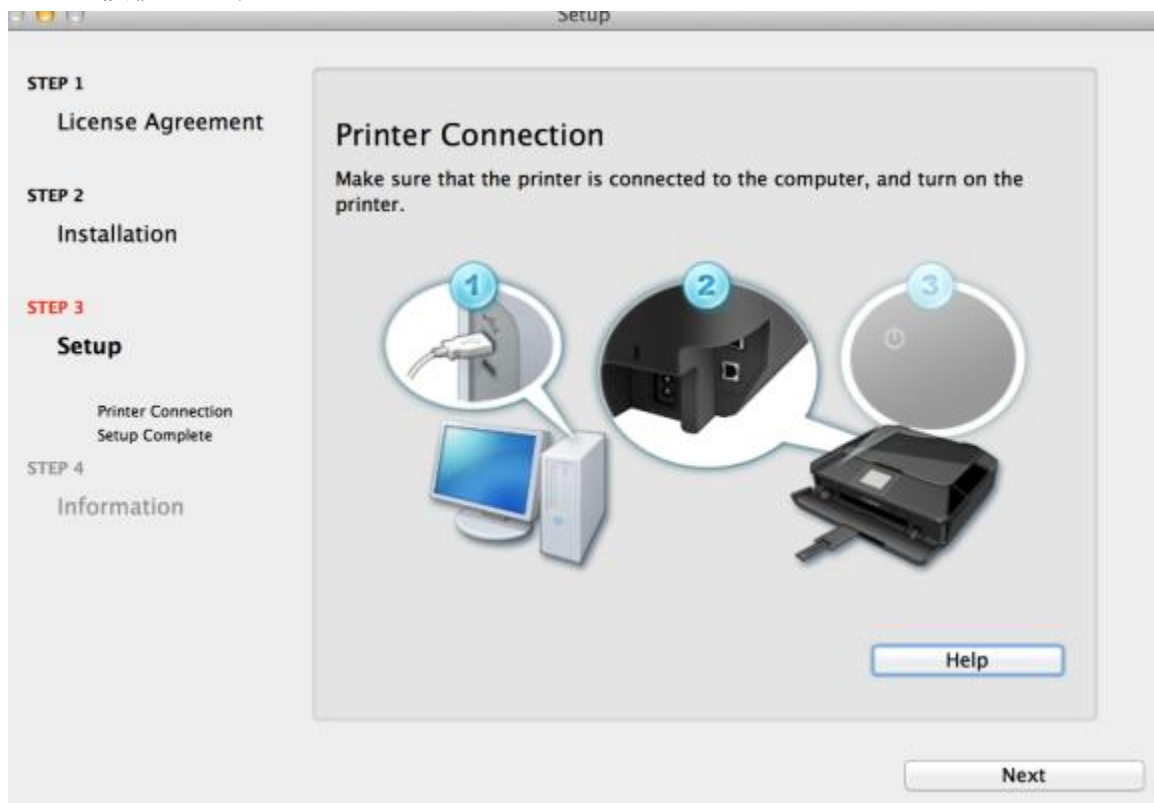 Setup
STEP 1
License Agreement
STEP 2
Installation
STEP 3
Setup
Printer Connection
Setup Complete
STEP 4
Information
Printer Connection
Make sure that the printer is connected to the computer, and turn on the
printer.
1
2
3
Help
Next